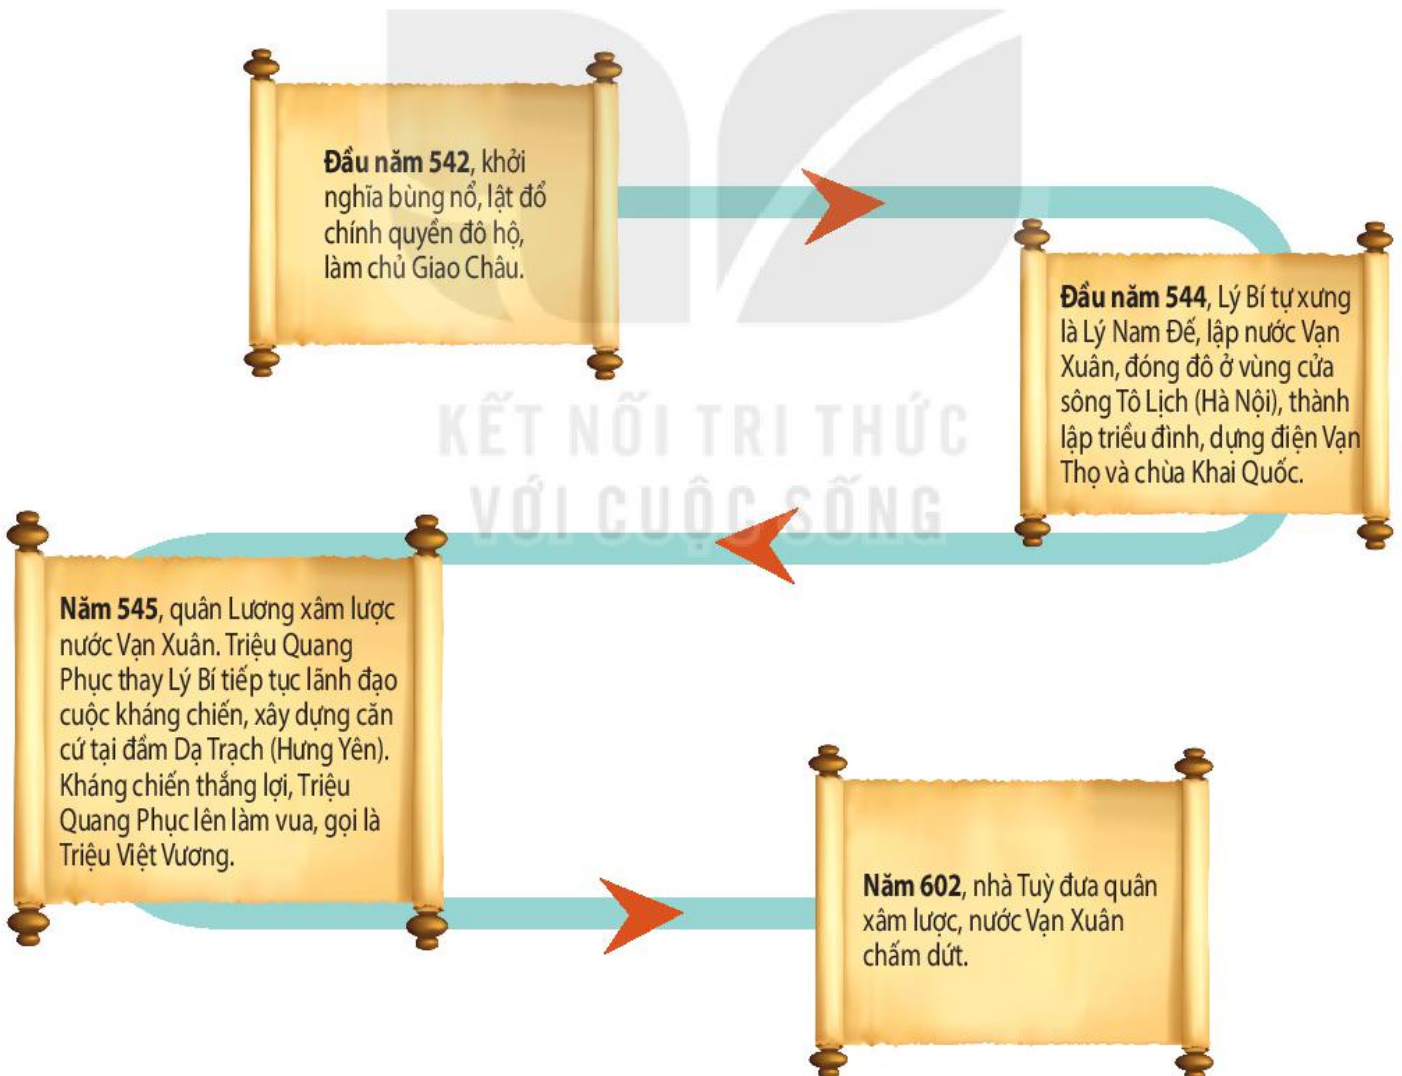 Đầu năm 542, khởi
nghĩa bùng nổ, lật đổ
chính quyền đô hộ,
làm chủ Giao Châu.
Đầu năm 544, Lý Bí tự xưng
là Lý Nam Đế, lập nước Vạn
Xuân, đóng đô ở vùng cửa
sông Tô Lịch (Hà Nội), thành
lập triều đình, dựng điện Vạn
Thọ và chùa Khai Quốc.
KẾT NỐI TRI THỨC
VỚI CUỘC SỐNG
Năm 545, quân Lương xâm lược
nước Vạn Xuân. Triệu Quang
Phục thay Lý Bí tiếp tục lãnh đạo
cuộc kháng chiến, xây dựng căn
cứ tại đầm Dạ Trạch (Hưng Yên).
Kháng chiến thắng lợi, Triệu
Quang Phục lên làm vua, gọi là
Triệu Việt Vương.
Năm 602, nhà Tuỳ đưa quân
xâm lược, nước Vạn Xuân
chấm dứt.